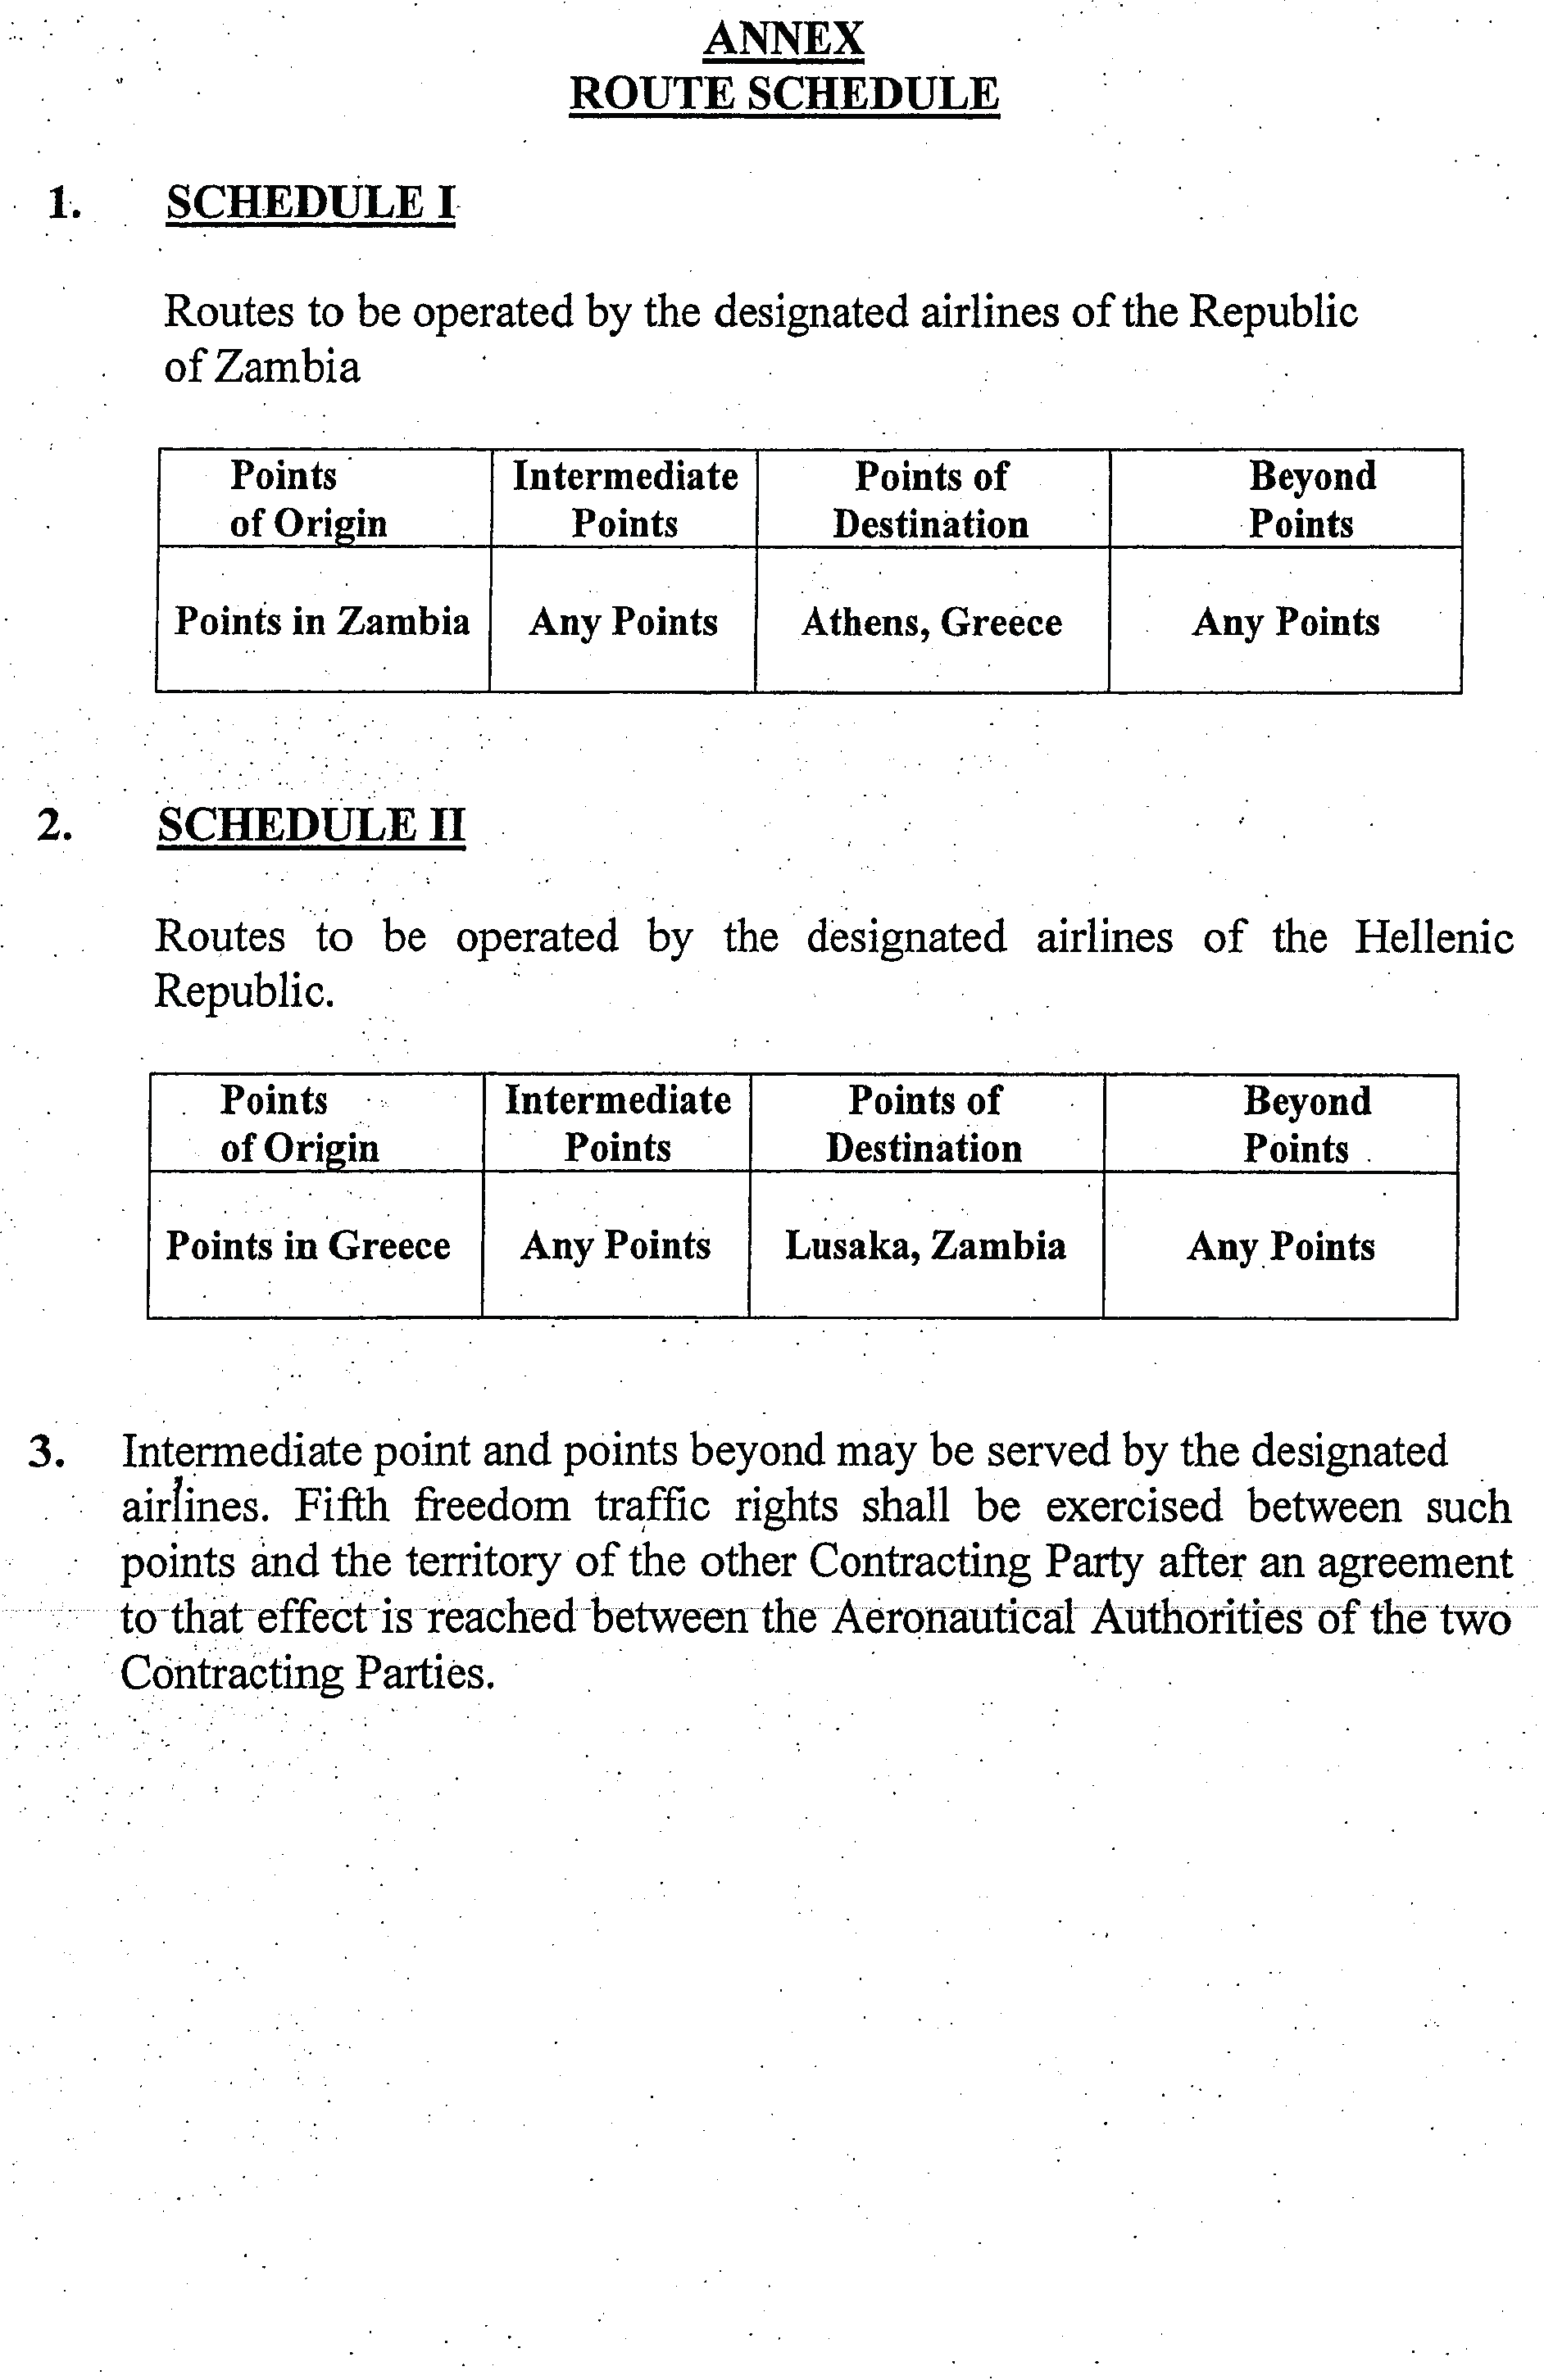 ANNEX
ROUTE SCHEDULE
1. SCHEDULE I
Routes to be operated by the designated airlines of the Republic
of Zambia
Points of Origin | Intermediate Points | Points of Destination | Beyond Points
Points in Zambia | Any Points | Athens, Greece | Any Points
2. SCHEDULE II
Routes to be operated by the designated airlines of the Hellenic
Republic.
Points of Origin | Intermediate Points | Points of Destination | Beyond Points
Points in Greece | Any Points | Lusaka, Zambia | Any Points
3. Intermediate point and points beyond may be served by the designated
airlines. Fifth freedom traffic rights shall be exercised between such
points and the territory of the other Contracting Party after an agreement
to that effect is reached between the Aeronautical Authorities of the two
Contracting Parties.